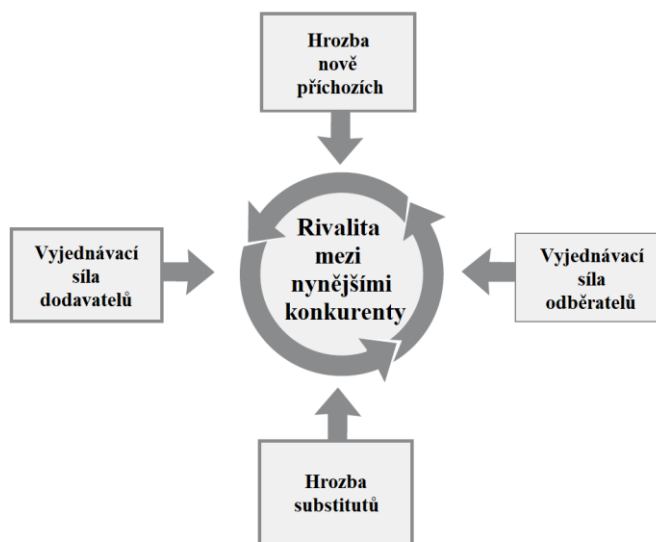 Hrozba
nově
příchozích
Vyjednávací
síla
dodavatelů
Rivalita
mezi
nynějšími
konkurenty
Vyjednávací
síla
odběratelů
Hrozba
substitutů